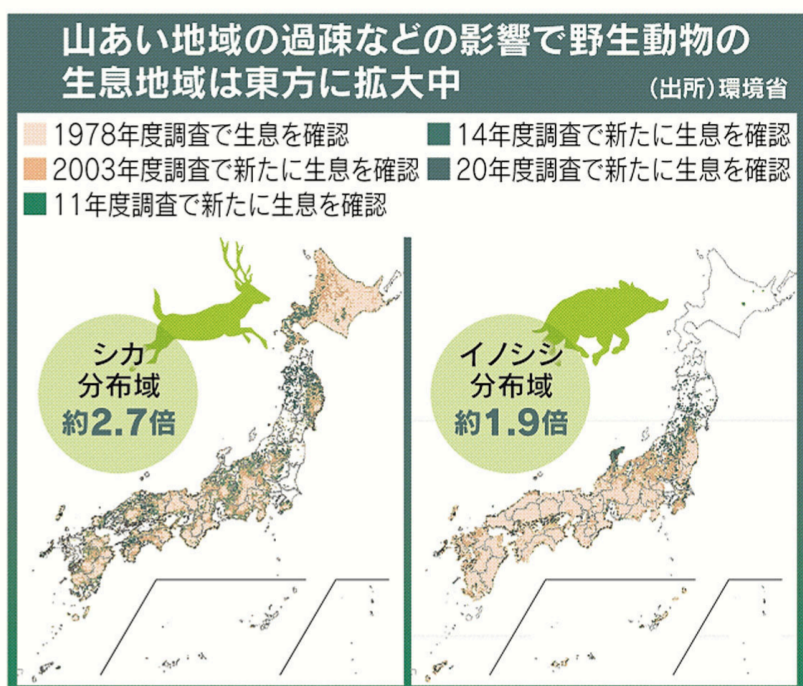 山あい地域の過疎などの影響で野生動物の
生息地域は東方に拡大中
(出所)環境省
1978年度調査で生息を確認
2003年度調査で新たに生息を確認
11年度調査で新たに生息を確認
14年度調査で新たに生息を確認
20年度調査で新たに生息を確認
シカ
分布域
約2.7倍
イノシシ
分布域
約1.9倍